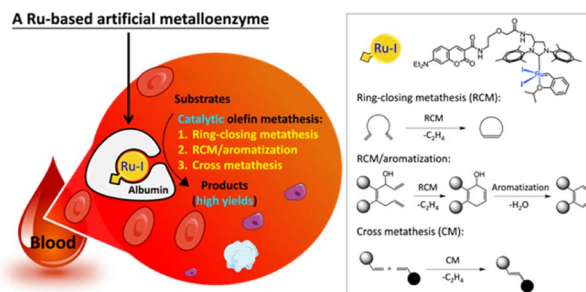 A Ru-based artificial metalloenzyme
Substrates
Catalytic olefin metathesis:
1. Ring-closing metathesis
2. RCM/aromatization
3. Cross metathesis
Products
(high yields)
Ru-I
Albumin
Blood
Ru-I
Et₂N
O
O
O
N
H
O
O
H
N
N
N
I
Ru
I
O
Ring-closing metathesis (RCM):
RCM
-C₂H₄
RCM/aromatization:
OH
RCM
-C₂H₄
OH
Aromatization
-H₂O
Cross metathesis (CM):
+
CM
-C₂H₄